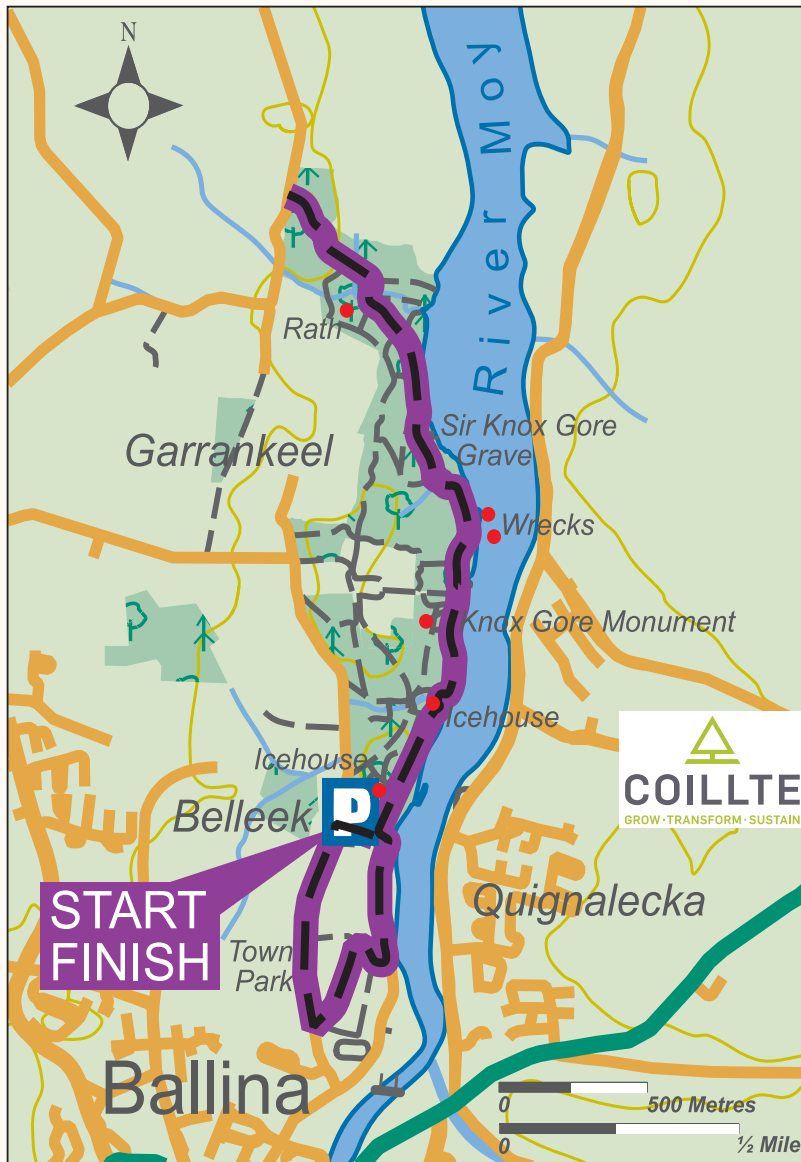 N
River Moy
Rath
Garrankeel
Sir Knox Gore
Grave
Wrecks
Knox Gore Monument
Icehouse
Icehouse
COILLTE
GROW·TRANSFORM·SUSTAIN
Belleek
P
START
FINISH
Quignalecka
Town
Park
Ballina
0 500 Metres
0 ½ Mile